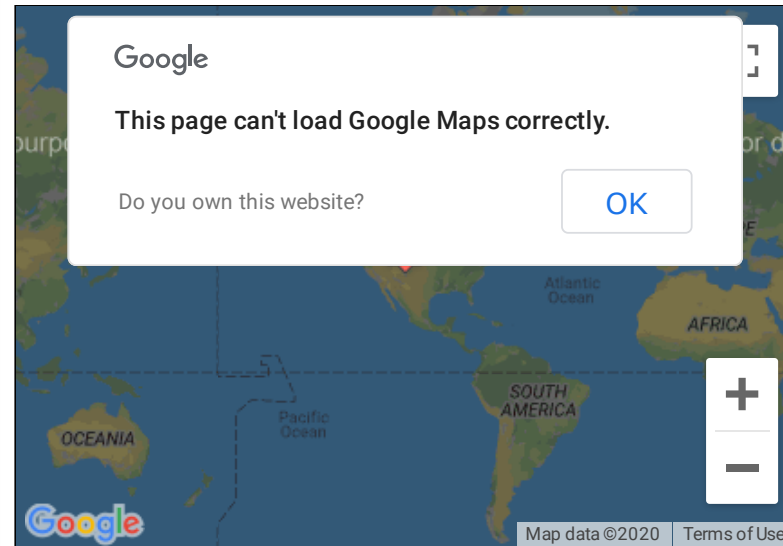 Google
This page can't load Google Maps correctly.
Do you own this website?
OK
Atlantic
Ocean
AFRICA
SOUTH
AMERICA
Pacific
Ocean
OCEANIA
Google
Map data ©2020
Terms of Use